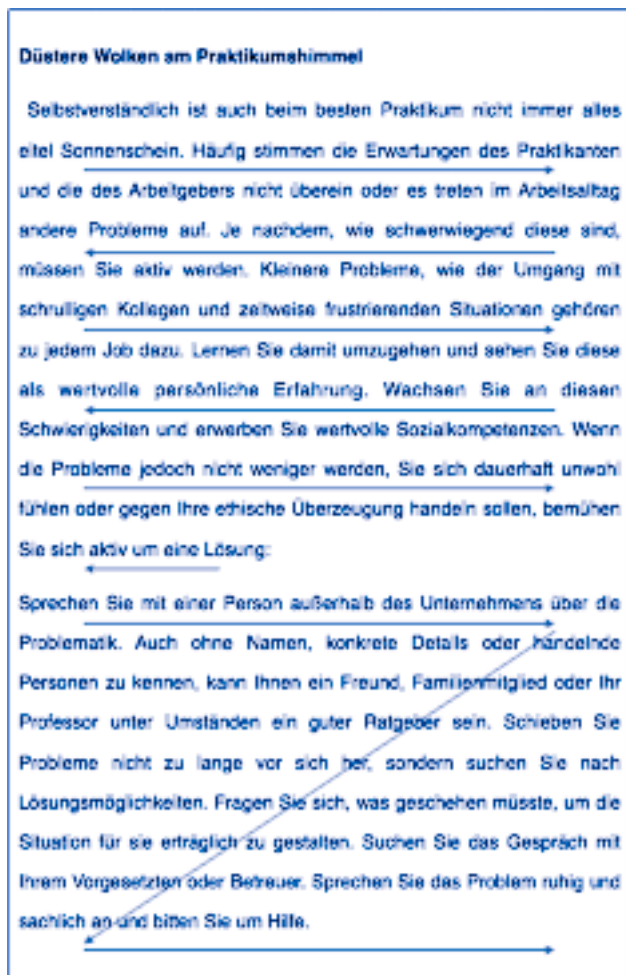 Düstere Wolken am Praktikumshimmel
Selbstverständlich ist auch beim besten Praktikum nicht immer alles
eitel Sonnenschein. Häufig stimmen die Erwartungen des Praktikanten
und die des Arbeitgebers nicht überein oder es treten im Arbeitsalltag
andere Probleme auf. Je nachdem, wie schwerwiegend diese sind,
müssen Sie aktiv werden. Kleinere Probleme, wie der Umgang mit
schrulligen Kollegen und zeitweise frustrierenden Situationen gehören
zu jedem Job dazu. Lernen Sie damit umzugehen und sehen Sie diese
als wertvolle persönliche Erfahrung. Wachsen Sie an diesen
Schwierigkeiten und erwerben Sie wertvolle Sozialkompetenzen. Wenn
die Probleme jedoch nicht weniger werden, Sie sich dauerhaft unwohl
fühlen oder gegen Ihre ethische Überzeugung handeln sollen, bemühen
Sie sich aktiv um eine Lösung:
Sprechen Sie mit einer Person außerhalb des Unternehmens über die
Problematik. Auch ohne Namen, konkrete Details oder handelnde
Personen zu kennen, kann Ihnen ein Freund, Familienmitglied oder Ihr
Professor unter Umständen ein guter Ratgeber sein. Schieben Sie
Probleme nicht zu lange vor sich her, sondern suchen Sie nach
Lösungsmöglichkeiten. Fragen Sie sich, was geschehen müsste, um die
Situation für sie erträglich zu gestalten. Suchen Sie das Gespräch mit
Ihrem Vorgesetzten oder Betreuer. Sprechen Sie das Problem ruhig und
sachlich an und bitten Sie um Hilfe.